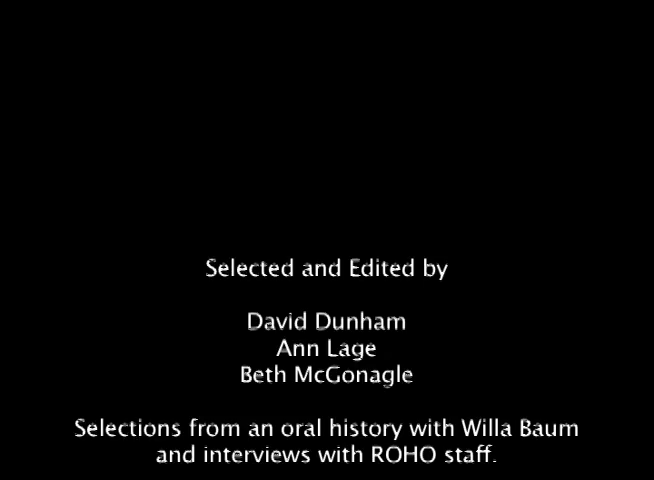 Selected and Edited by
David Dunham
Ann Lage
Beth McGonagle
Selections from an oral history with Willa Baum
and interviews with ROHO staff.